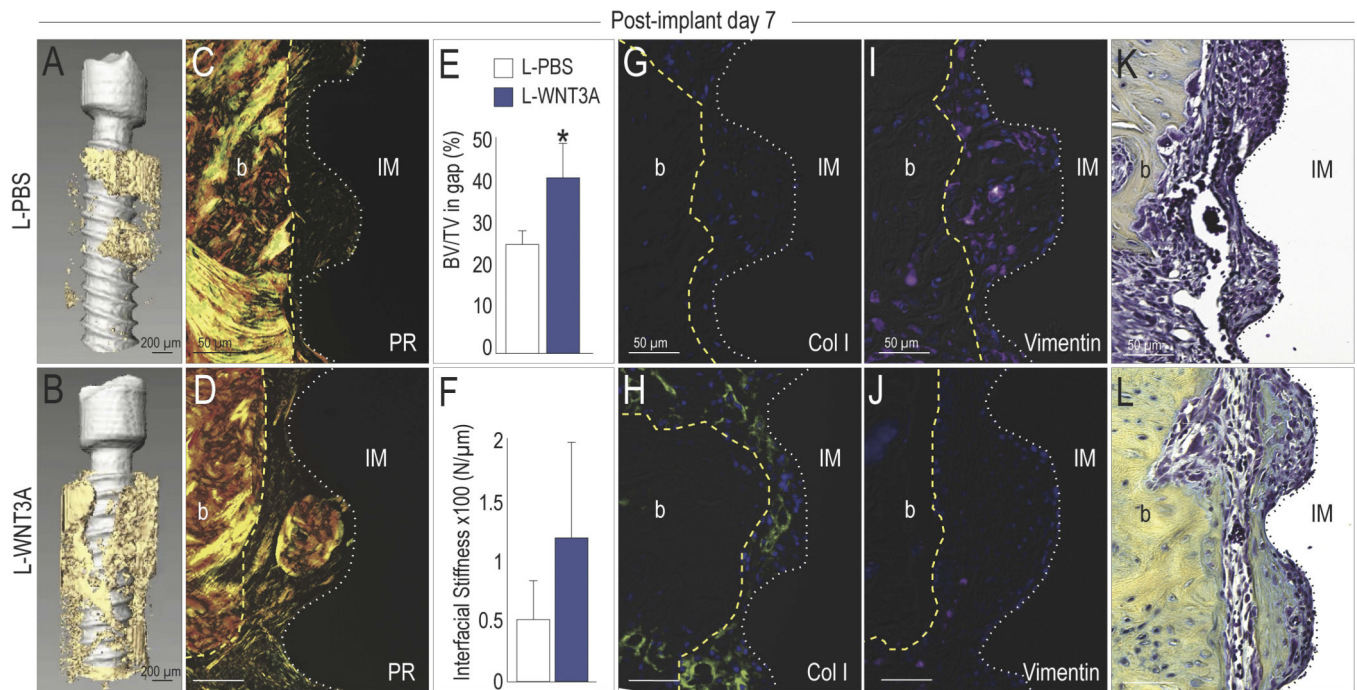 Post-implant day 7
L-PBS
A
200 µm
C
b
IM
50 µm
PR
E
L-PBS
L-WNT3A
BV/TV in gap (%)
50
40
30
20
10
0
*
G
b
IM
50 µm
Col I
I
b
IM
50 µm
Vimentin
K
b
IM
50 µm
L-WNT3A
B
200 µm
D
b
IM
PR
F
Interfacial Stiffness x100 (N/µm)
2
1.5
1
0.5
0
H
b
IM
Col I
J
b
IM
Vimentin
L
b
IM